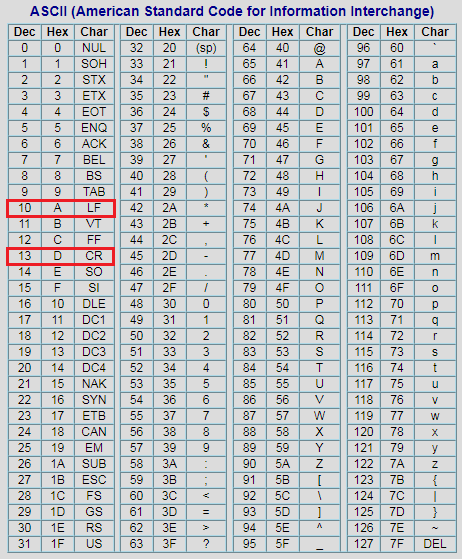 ASCII (American Standard Code for Information Interchange)
Dec Hex Char Dec Hex Char Dec Hex Char Dec Hex Char
0 0 NUL 32 20 (sp) 64 40 @ 96 60 `
1 1 SOH 33 21 ! 65 41 A 97 61 a
2 2 STX 34 22 " 66 42 B 98 62 b
3 3 ETX 35 23 # 67 43 C 99 63 c
4 4 EOT 36 24 $ 68 44 D 100 64 d
5 5 ENQ 37 25 % 69 45 E 101 65 e
6 6 ACK 38 26 & 70 46 F 102 66 f
7 7 BEL 39 27 ' 71 47 G 103 67 g
8 8 BS 40 28 ( 72 48 H 104 68 h
9 9 TAB 41 29 ) 73 49 I 105 69 i
10 A LF 42 2A * 74 4A J 106 6A j
11 B VT 43 2B + 75 4B K 107 6B k
12 C FF 44 2C , 76 4C L 108 6C l
13 D CR 45 2D - 77 4D M 109 6D m
14 E SO 46 2E . 78 4E N 110 6E n
15 F SI 47 2F / 79 4F O 111 6F o
16 10 DLE 48 30 0 80 50 P 112 70 p
17 11 DC1 49 31 1 81 51 Q 113 71 q
18 12 DC2 50 32 2 82 52 R 114 72 r
19 13 DC3 51 33 3 83 53 S 115 73 s
20 14 DC4 52 34 4 84 54 T 116 74 t
21 15 NAK 53 35 5 85 55 U 117 75 u
22 16 SYN 54 36 6 86 56 V 118 76 v
23 17 ETB 55 37 7 87 57 W 119 77 w
24 18 CAN 56 38 8 88 58 X 120 78 x
25 19 EM 57 39 9 89 59 Y 121 79 y
26 1A SUB 58 3A : 90 5A Z 122 7A z
27 1B ESC 59 3B ; 91 5B [ 123 7B {
28 1C FS 60 3C < 92 5C \ 124 7C |
29 1D GS 61 3D = 93 5D ] 125 7D }
30 1E RS 62 3E > 94 5E ^ 126 7E ~
31 1F US 63 3F ? 95 5F _ 127 7F DEL